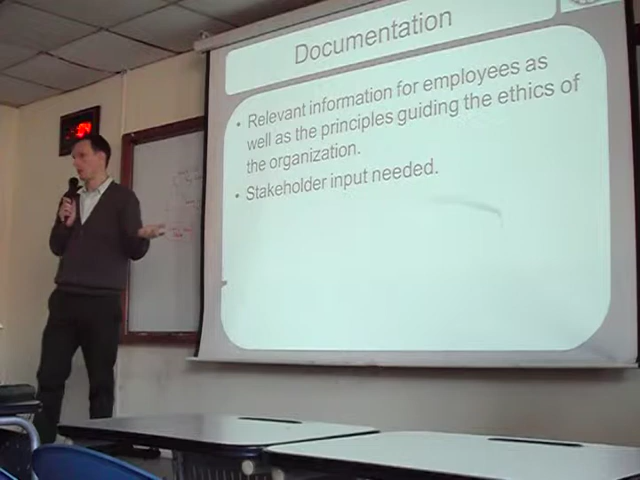 Documentation
• Relevant information for employees as
well as the principles guiding the ethics of
the organization.
• Stakeholder input needed.